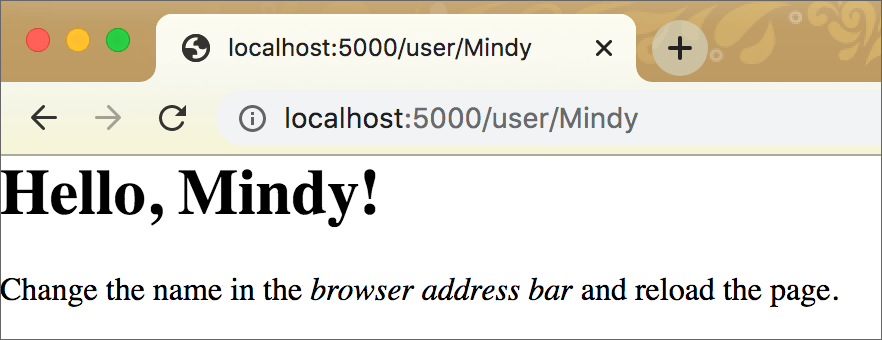 localhost:5000/user/Mindy
localhost:5000/user/Mindy
Hello, Mindy!
Change the name in the browser address bar and reload the page.